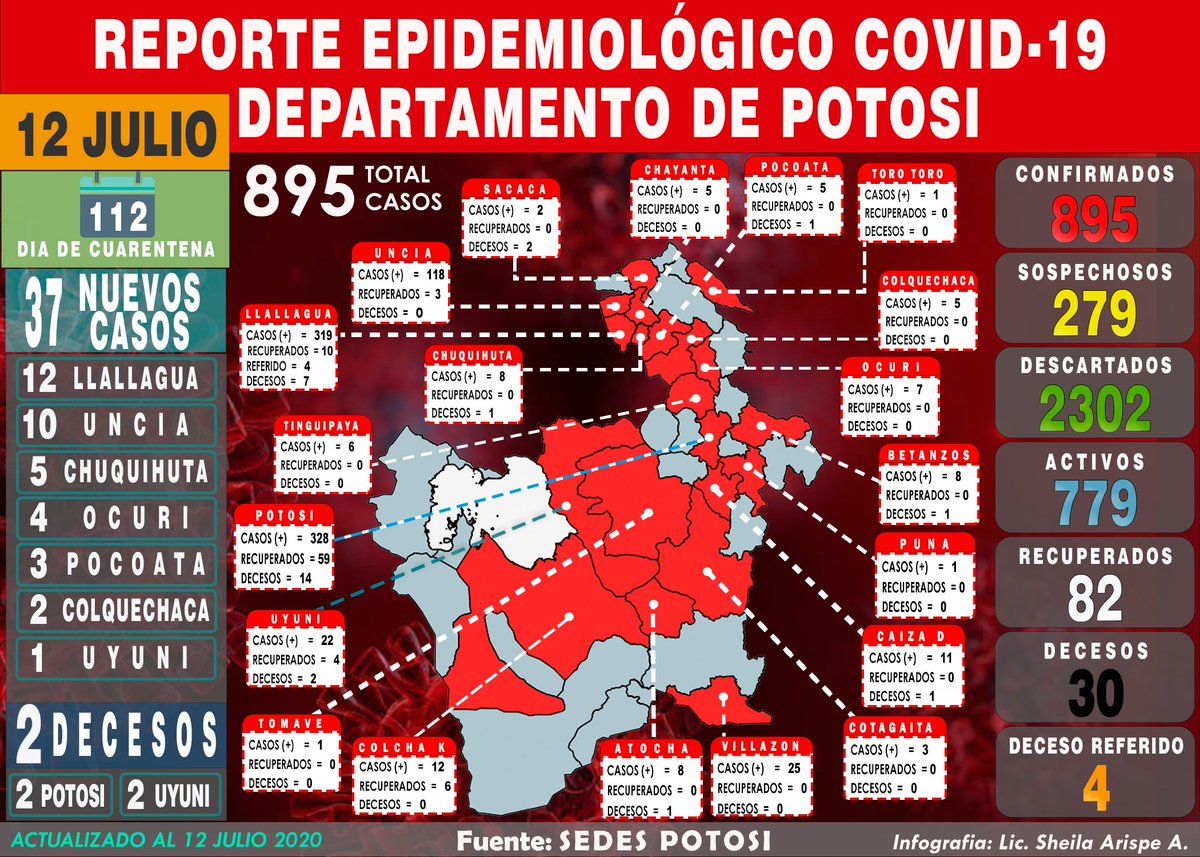 REPORTE EPIDEMIOLÓGICO COVID-19
DEPARTAMENTO DE POTOSI
12 JULIO
112
DIA DE CUARENTENA
37 NUEVOS CASOS
12 LLALLAGUA
10 UNCIA
5 CHUQUIHUTA
4 OCURI
3 POCOATA
2 COLQUECHACA
1 UYUNI
2 DECESOS
2 POTOSI
2 UYUNI
895 TOTAL CASOS
SACACA
CASOS (+) = 2
RECUPERADOS =0
DECESOS = 2
CHAYANTA
CASOS (+) = 5
RECUPERADOS =0
DECESOS = 0
POCOATA
CASOS (+) = 5
RECUPERADOS =0
DECESOS = 1
TORO TORO
CASOS (+) = 1
RECUPERADOS =0
DECESOS = 0
UNCIA
CASOS (+) = 118
RECUPERADOS = 3
DECESOS = 0
COLQUECHACA
CASOS (+) = 5
RECUPERADOS =0
DECESOS = 0
LLALLAGUA
CASOS (+) = 319
RECUPERADOS =10
REFERIDO = 4
DECESOS = 7
CHUQUIHUTA
CASOS (+) = 8
RECUPERADOS =0
DECESOS = 1
OCURI
CASOS (+) = 7
RECUPERADOS =0
DECESOS = 0
TINGUIPAYA
CASOS (+) = 6
RECUPERADOS =0
DECESOS = 0
BETANZOS
CASOS (+) = 8
RECUPERADOS =0
DECESOS = 1
POTOSI
CASOS (+) = 328
RECUPERADOS =59
DECESOS = 14
PUNA
CASOS (+) = 1
RECUPERADOS =0
DECESOS = 0
UYUNI
CASOS (+) = 22
RECUPERADOS = 4
DECESOS = 2
CAIZA D
CASOS (+) = 11
RECUPERADOS =0
DECESOS = 1
TOMAVE
CASOS (+) = 1
RECUPERADOS =0
DECESOS = 0
COLCHA K
CASOS (+) = 12
RECUPERADOS = 6
DECESOS = 0
ATOCHA
CASOS (+) = 8
RECUPERADOS =0
DECESOS = 1
VILLAZON
CASOS (+) = 25
RECUPERADOS =0
DECESOS = 0
COTAGAITA
CASOS (+) = 3
RECUPERADOS =0
DECESOS = 0
CONFIRMADOS
895
SOSPECHOSOS
279
DESCARTADOS
2302
ACTIVOS
779
RECUPERADOS
82
DECESOS
30
DECESO REFERIDO
4
ACTUALIZADO AL 12 JULIO 2020
Fuente: SEDES POTOSI
Infografia: Lic. Sheila Arispe A.